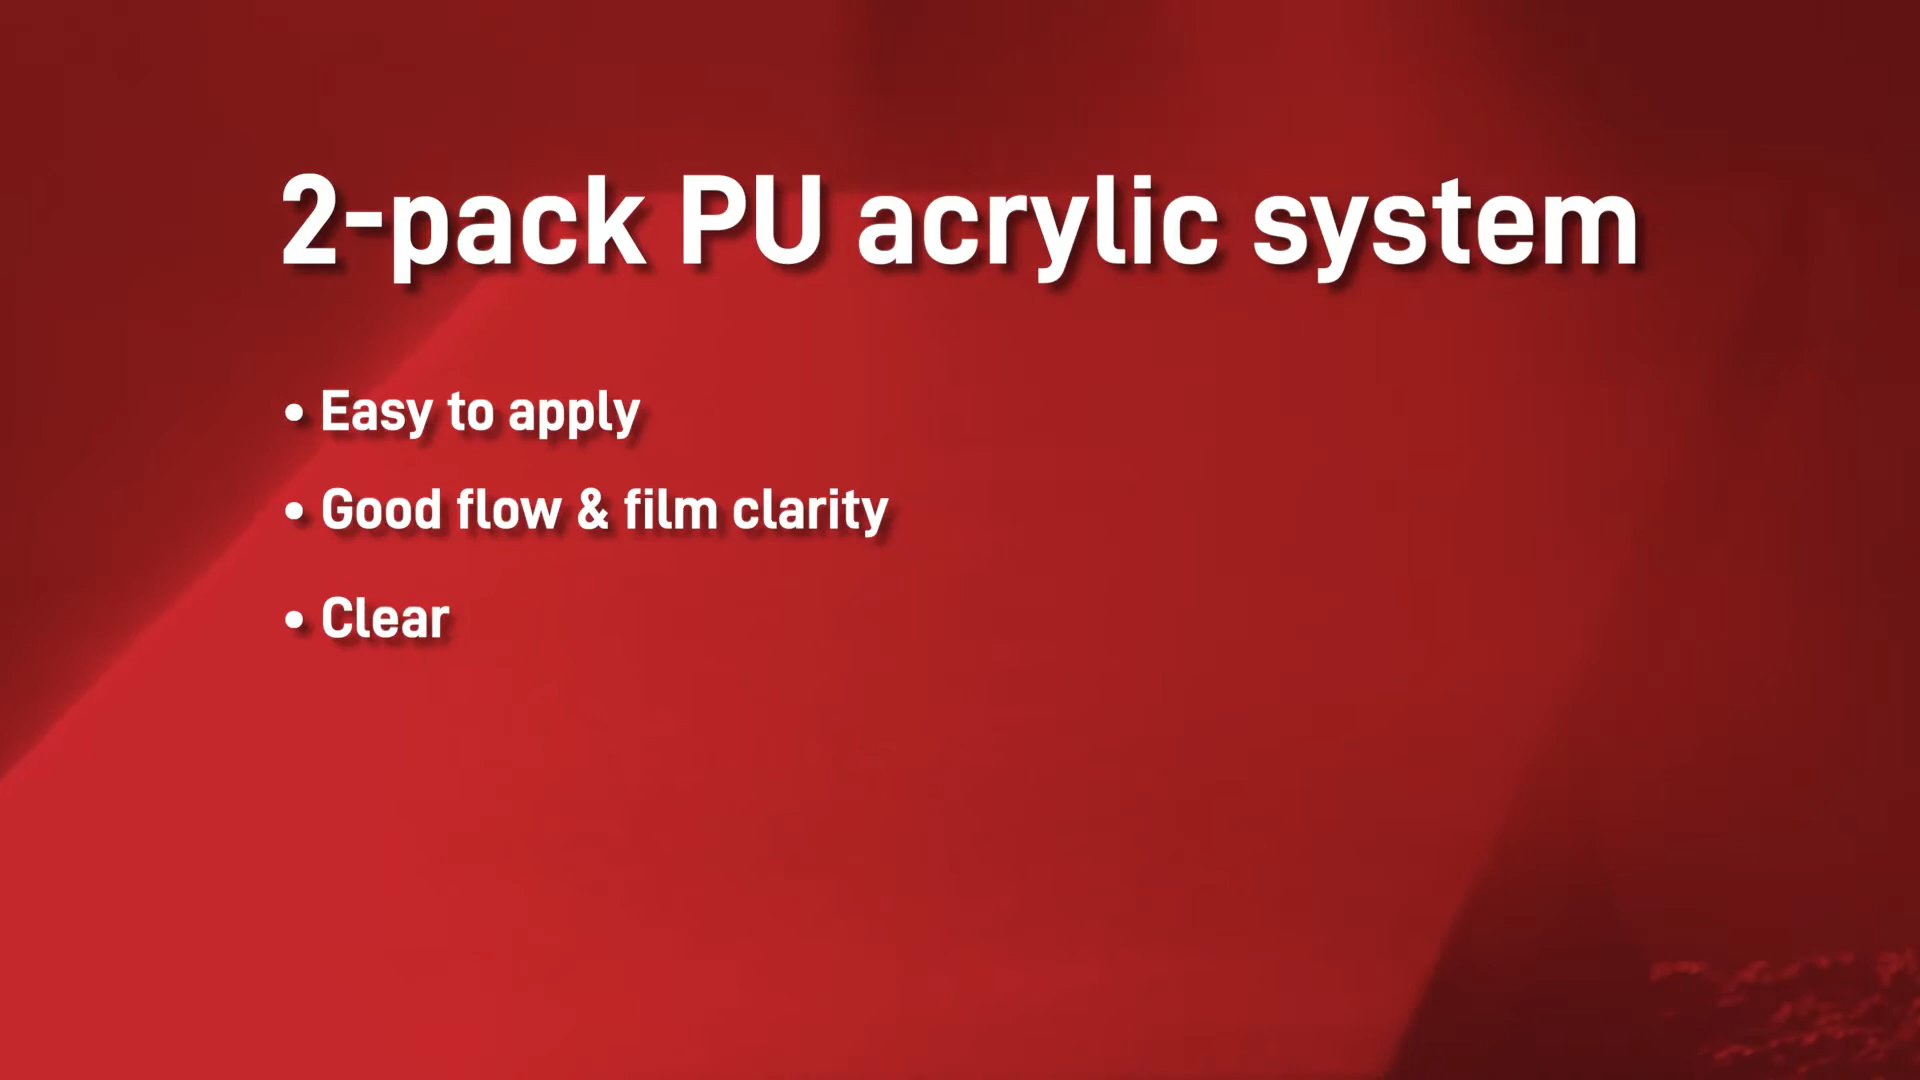 2-pack PU acrylic system
• Easy to apply
• Good flow & film clarity
• Clear